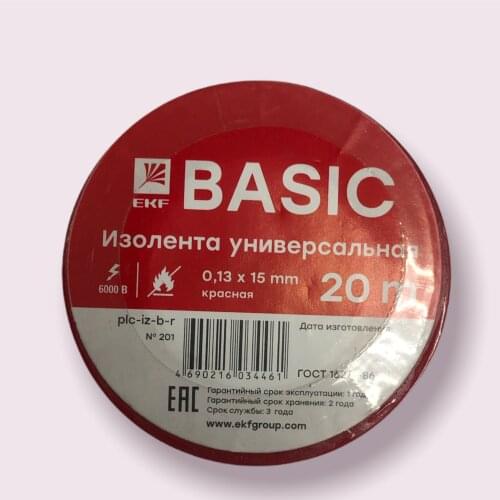 EKF
BASIC
Изолента универсальная
6000 В
0,13 x 15 mm
красная
20 m
plc-iz-b-r
№ 201
Дата изготовления
4 690216 034461
ГОСТ
EAC
Гарантийный срок эксплуатации: 1 год
Гарантийный срок хранения: 2 года
Срок службы: 3 года
www.ekfgroup.com